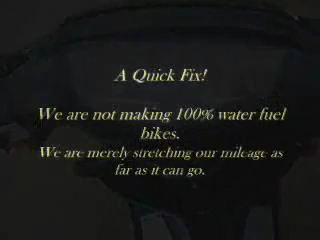 A Quick Fix!
We are not making 100% water fuel
bikes.
We are merely stretching our mileage as
far as it can go.